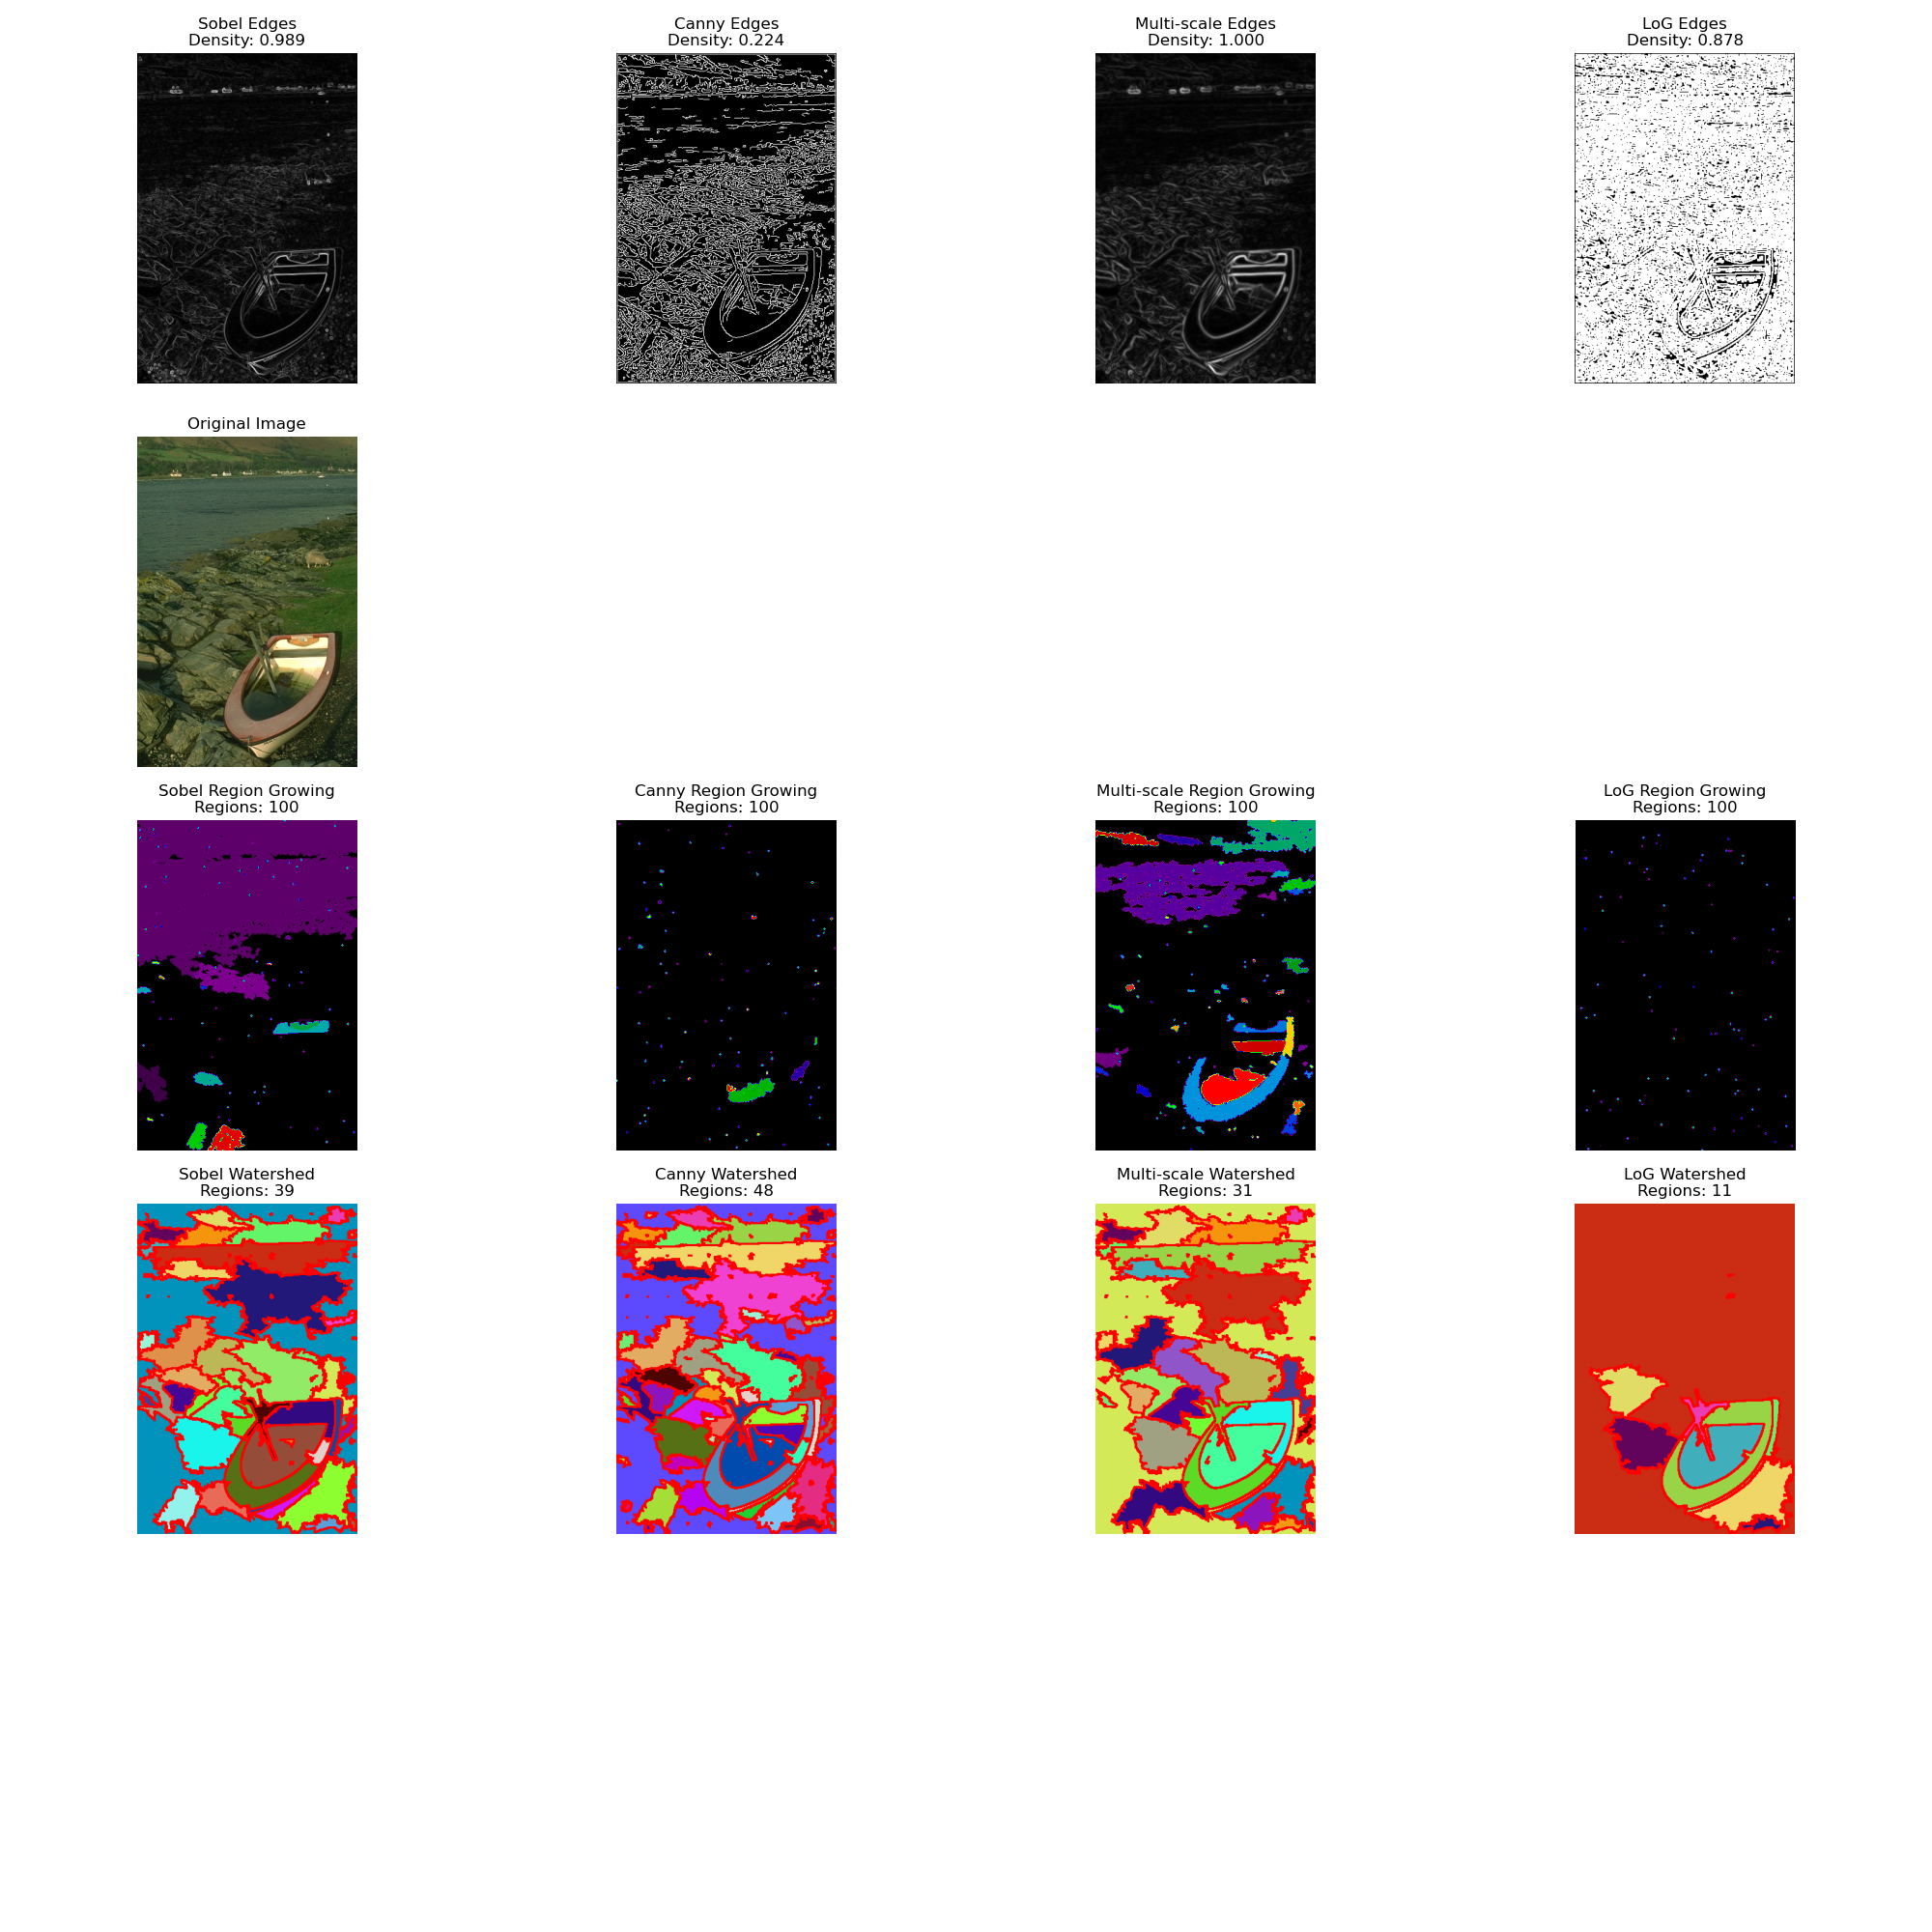 Sobel Edges
Density: 0.989
Canny Edges
Density: 0.224
Multi-scale Edges
Density: 1.000
LoG Edges
Density: 0.878
Original Image
Sobel Region Growing
Regions: 100
Canny Region Growing
Regions: 100
Multi-scale Region Growing
Regions: 100
LoG Region Growing
Regions: 100
Sobel Watershed
Regions: 39
Canny Watershed
Regions: 48
Multi-scale Watershed
Regions: 31
LoG Watershed
Regions: 11